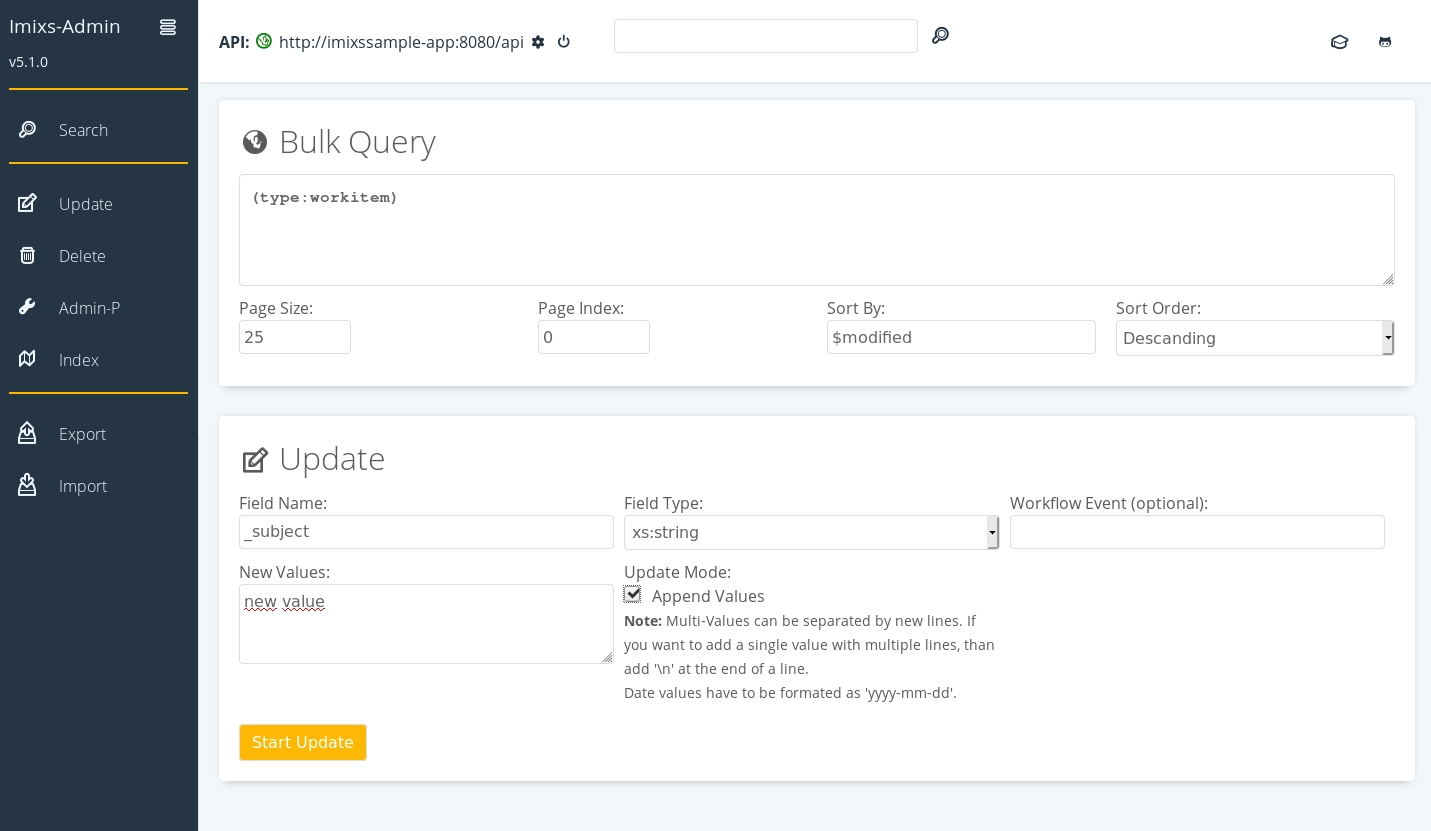 Imixs-Admin
v5.1.0
Search
Update
Delete
Admin-P
Index
Export
Import
API: http://imixssample-app:8080/api
Bulk Query
(type:workitem)
Page Size: Page Index: Sort By: Sort Order:
25 0 $modified Descanding
Update
Field Name: Field Type: Workflow Event (optional):
_subject xs:string
New Values: Update Mode:
new value Append Values
Note: Multi-Values can be separated by new lines. If
you want to add a single value with multiple lines, than
add '\n' at the end of a line.
Date values have to be formated as 'yyyy-mm-dd'.
Start Update